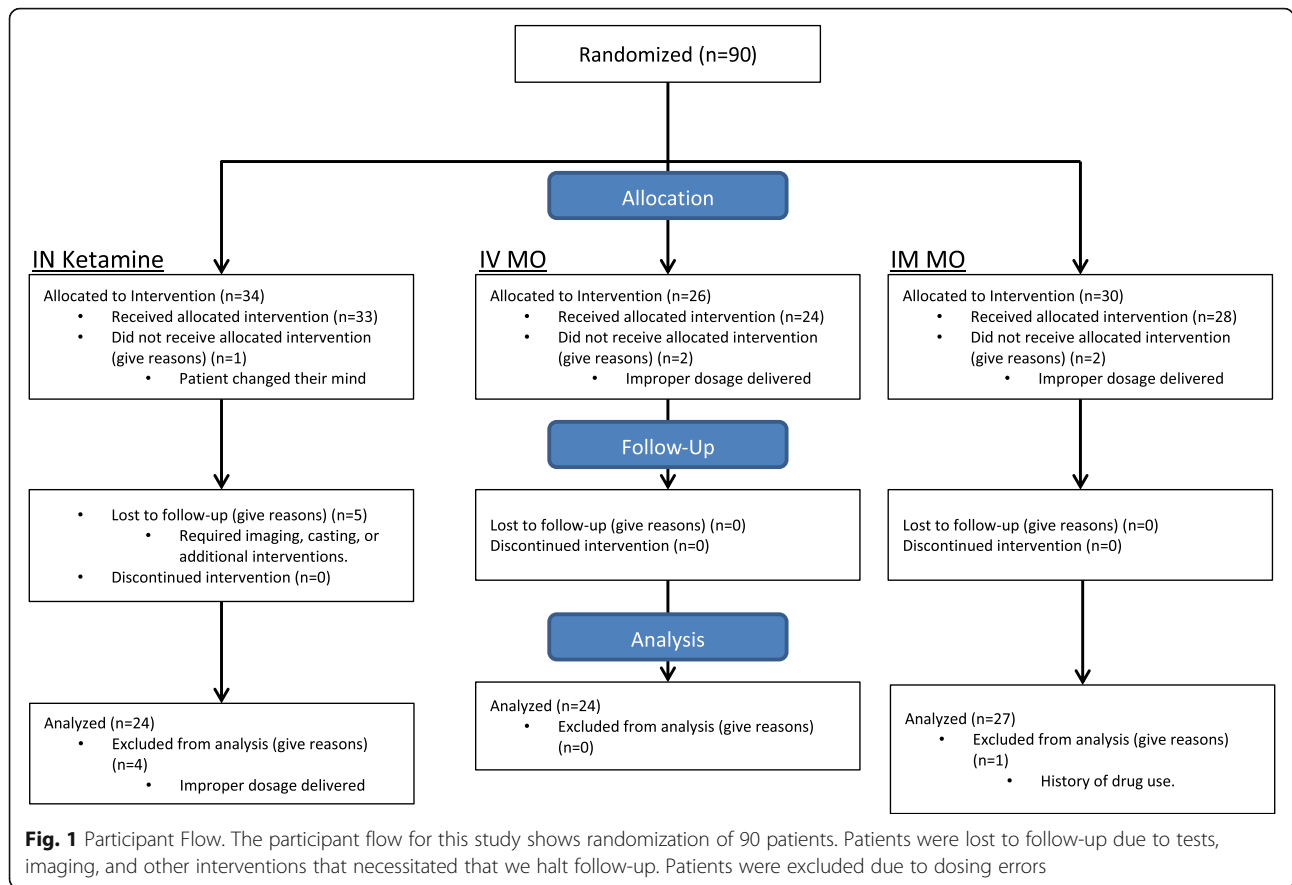 Randomized (n=90)
Allocation
IN Ketamine
Allocated to Intervention (n=34)
• Received allocated intervention (n=33)
• Did not receive allocated intervention
(give reasons) (n=1)
• Patient changed their mind
IV MO
Allocated to Intervention (n=26)
• Received allocated intervention (n=24)
• Did not receive allocated intervention
(give reasons) (n=2)
• Improper dosage delivered
IM MO
Allocated to Intervention (n=30)
• Received allocated intervention (n=28)
• Did not receive allocated intervention
(give reasons) (n=2)
• Improper dosage delivered
Follow-Up
• Lost to follow-up (give reasons) (n=5)
• Required imaging, casting, or
additional interventions.
• Discontinued intervention (n=0)
Lost to follow-up (give reasons) (n=0)
Discontinued intervention (n=0)
Lost to follow-up (give reasons) (n=0)
Discontinued intervention (n=0)
Analysis
Analyzed (n=24)
• Excluded from analysis (give reasons)
(n=4)
• Improper dosage delivered
Analyzed (n=24)
• Excluded from analysis (give reasons)
(n=0)
Analyzed (n=27)
• Excluded from analysis (give reasons)
(n=1)
• History of drug use.
Fig. 1 Participant Flow. The participant flow for this study shows randomization of 90 patients. Patients were lost to follow-up due to tests,
imaging, and other interventions that necessitated that we halt follow-up. Patients were excluded due to dosing errors